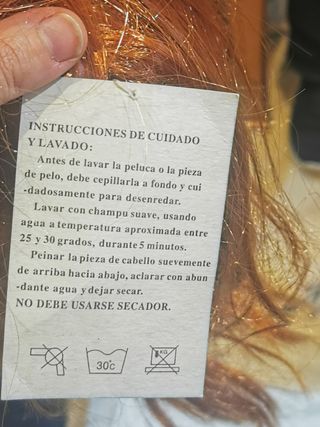 INSTRUCCIONES DE CUIDADO
Y LAVADO:
Antes de lavar la peluca o la pieza
de pelo, debe cepillarla a fondo y cui
-dadosamente para desenredar.
Lavar con champu suave, usando
agua a temperatura aproximada entre
25 y 30 grados, durante 5 minutos.
Peinar la pieza de cabello suevemente
de arriba hacia abajo, aclarar con abun
-dante agua y dejar secar.
NO DEBE USARSE SECADOR.
30°c
KG